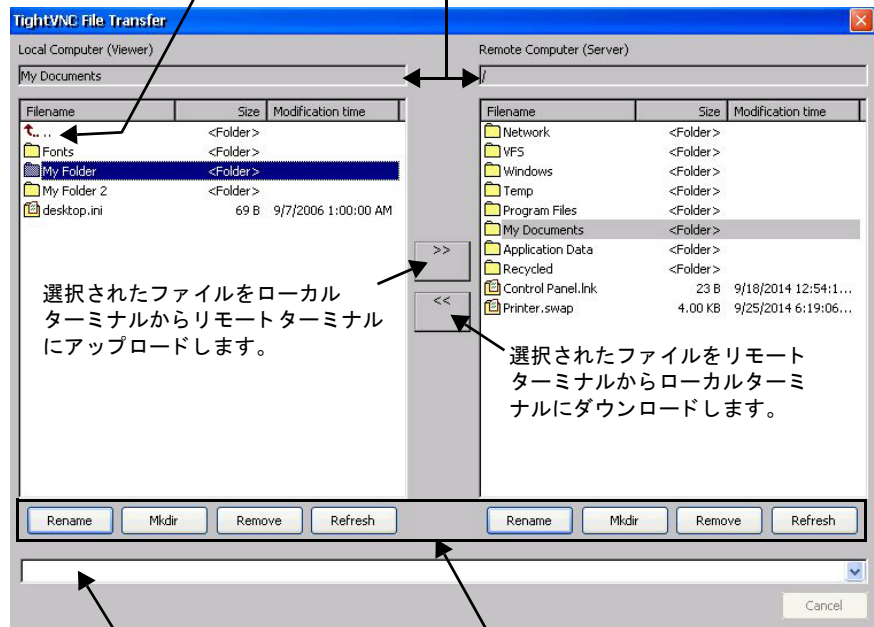 TightVNC File Transfer
Local Computer (Viewer)
My Documents
Filename Size Modification time
.. <Folder>
Fonts <Folder>
My Folder <Folder>
My Folder 2 <Folder>
desktop.ini 69 B 9/7/2006 1:00:00 AM
選択されたファイルをローカル
ターミナルからリモートターミナル
にアップロードします。
Rename Mkdir Remove Refresh
>>
<<
Remote Computer (Server)
/
Filename Size Modification time
Network <Folder>
VFS <Folder>
Windows <Folder>
Temp <Folder>
Program Files <Folder>
My Documents <Folder>
Application Data <Folder>
Recycled <Folder>
Control Panel.lnk 23 B 9/18/2014 12:54:1...
Printer.swap 4.00 KB 9/25/2014 6:19:06...
選択されたファイルをリモート
ターミナルからローカルターミ
ナルにダウンロードします。
Rename Mkdir Remove Refresh
Cancel